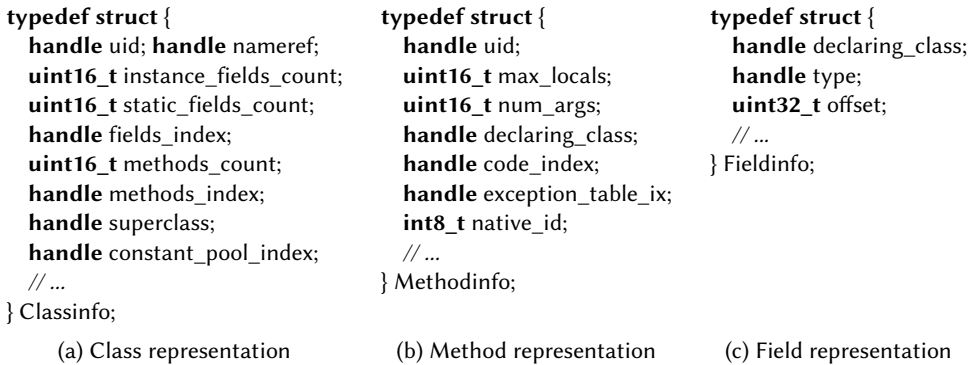 typedef struct {
handle uid; handle nameref;
uint16_t instance_fields_count;
uint16_t static_fields_count;
handle fields_index;
uint16_t methods_count;
handle methods_index;
handle superclass;
handle constant_pool_index;
// ...
} Classinfo;
(a) Class representation
typedef struct {
handle uid;
uint16_t max_locals;
uint16_t num_args;
handle declaring_class;
handle code_index;
handle exception_table_ix;
int8_t native_id;
// ...
} Methodinfo;
(b) Method representation
typedef struct {
handle declaring_class;
handle type;
uint32_t offset;
// ...
} Fieldinfo;
(c) Field representation